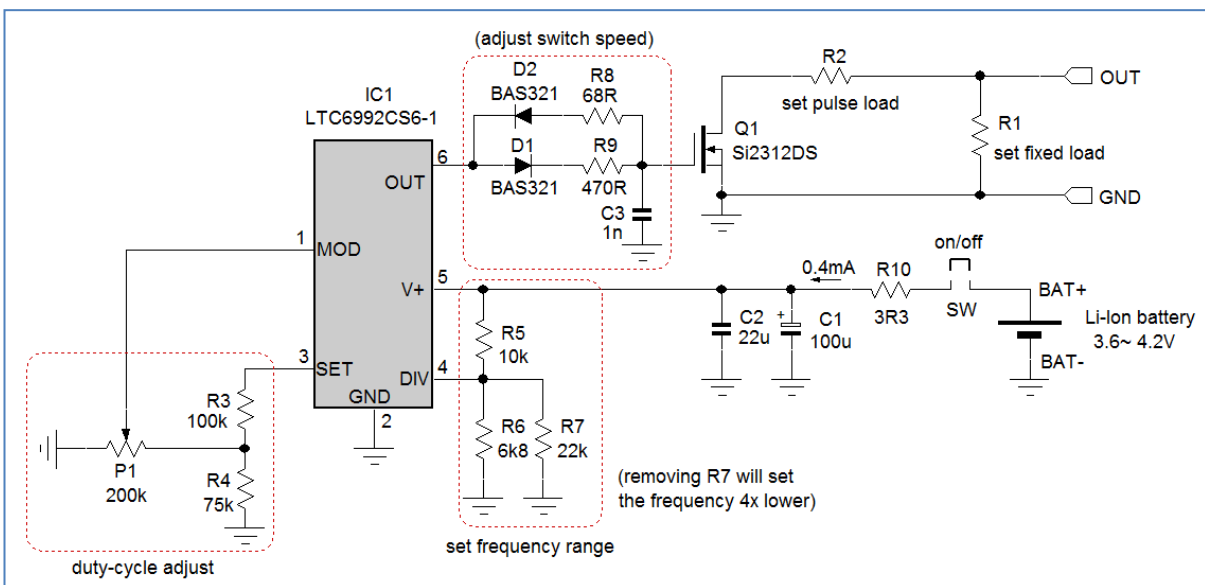 (adjust switch speed)
D2
BAS321
R8
68R
D1
BAS321
R9
470R
C3
1n
IC1
LTC6992CS6-1
OUT
6
1
MOD
V+
5
3
SET
DIV
4
GND
2
Q1
Si2312DS
R2
set pulse load
R1
set fixed load
OUT
GND
on/off
0.4mA
R10
3R3
SW
BAT+
BAT-
Li-Ion battery
3.6~ 4.2V
C2
22u
+
C1
100u
R5
10k
R6
6k8
R7
22k
(removing R7 will set
the frequency 4x lower)
set frequency range
R3
100k
P1
200k
R4
75k
duty-cycle adjust